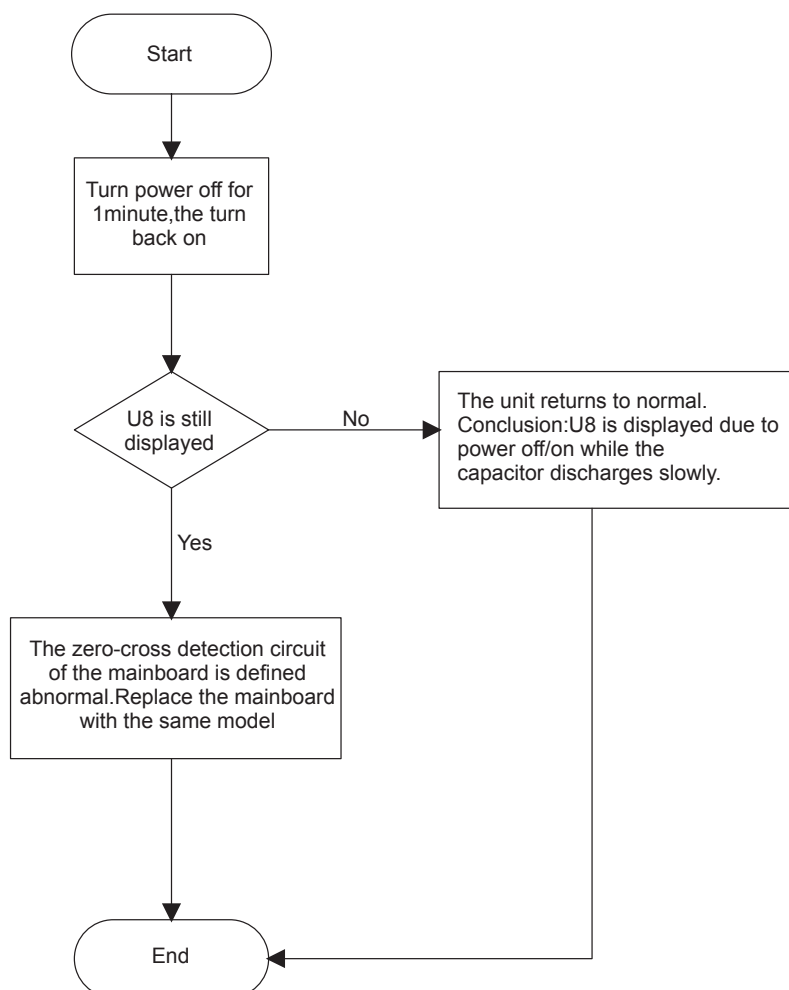 Start
Turn power off for
1minute,the turn
back on
U8 is still
displayed
No
The unit returns to normal.
Conclusion:U8 is displayed due to
power off/on while the
capacitor discharges slowly.
Yes
The zero-cross detection circuit
of the mainboard is defined
abnormal.Replace the mainboard
with the same model
End